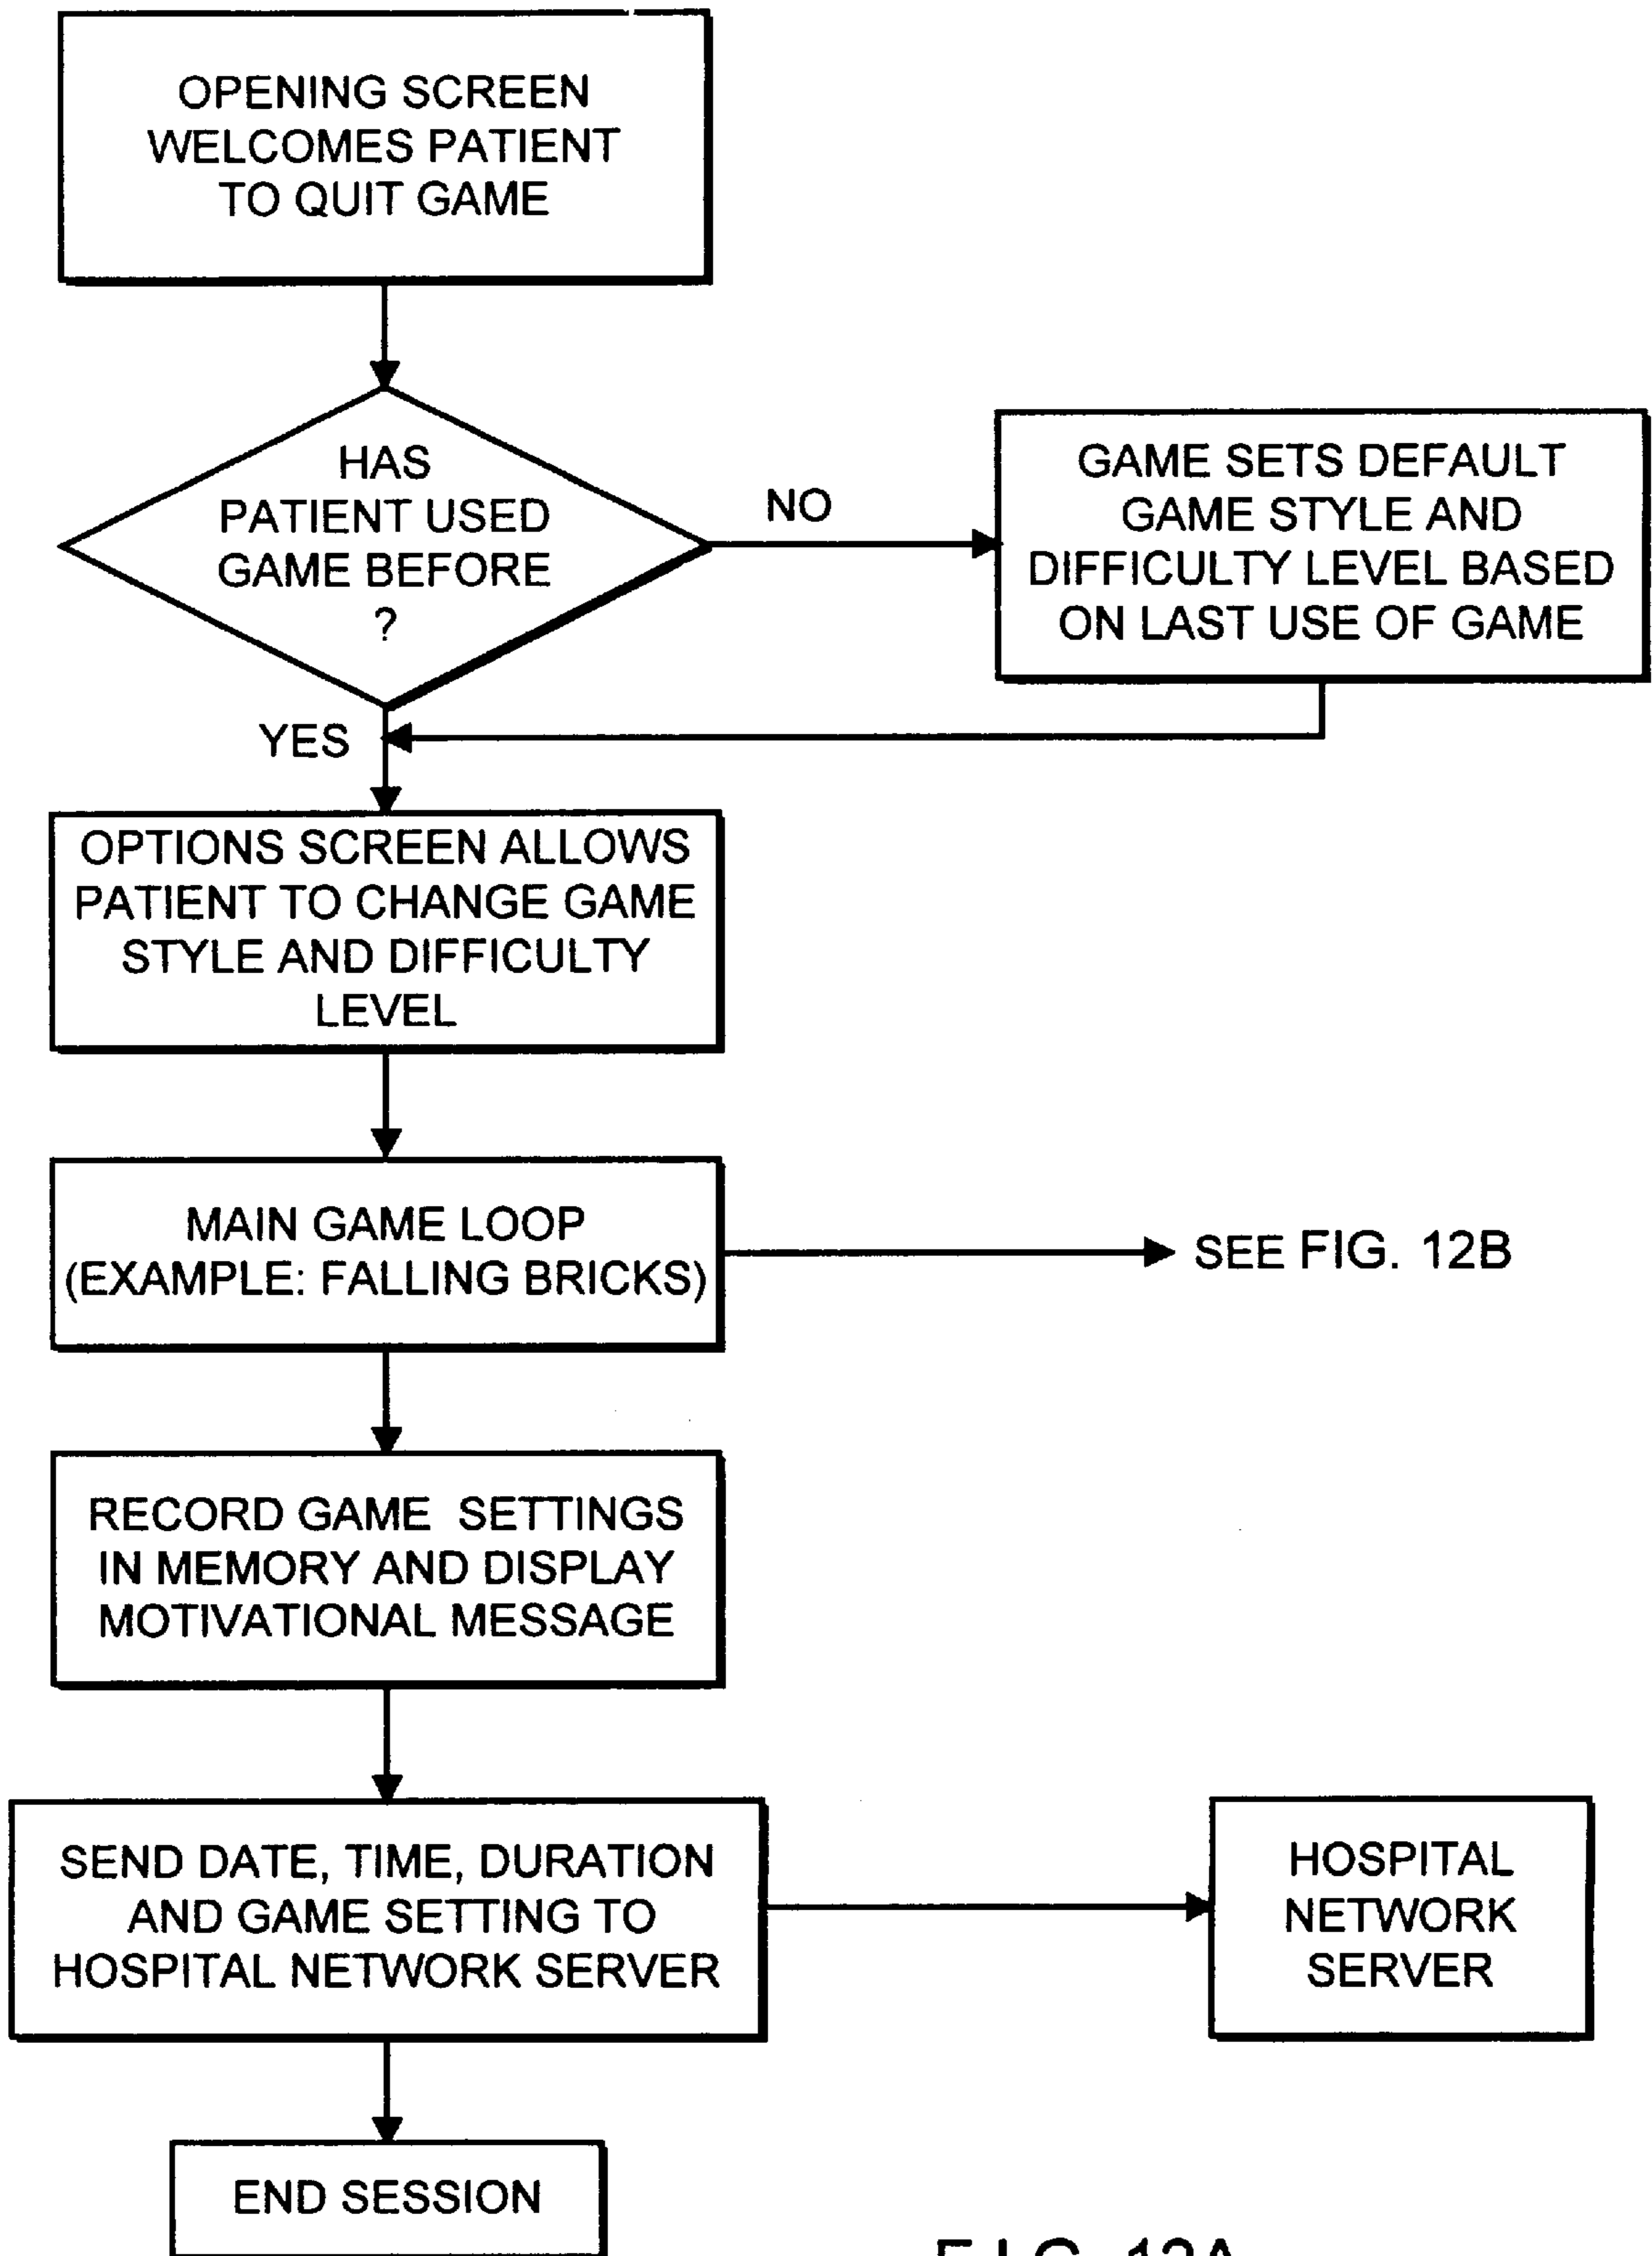 OPENING SCREEN
WELCOMES PATIENT
TO QUIT GAME
HAS
PATIENT USED
GAME BEFORE
?
NO
GAME SETS DEFAULT
GAME STYLE AND
DIFFICULTY LEVEL BASED
ON LAST USE OF GAME
YES
OPTIONS SCREEN ALLOWS
PATIENT TO CHANGE GAME
STYLE AND DIFFICULTY
LEVEL
MAIN GAME LOOP
(EXAMPLE: FALLING BRICKS)
SEE FIG. 12B
RECORD GAME SETTINGS
IN MEMORY AND DISPLAY
MOTIVATIONAL MESSAGE
SEND DATE, TIME, DURATION
AND GAME SETTING TO
HOSPITAL NETWORK SERVER
HOSPITAL
NETWORK
SERVER
END SESSION
FIG. 12A